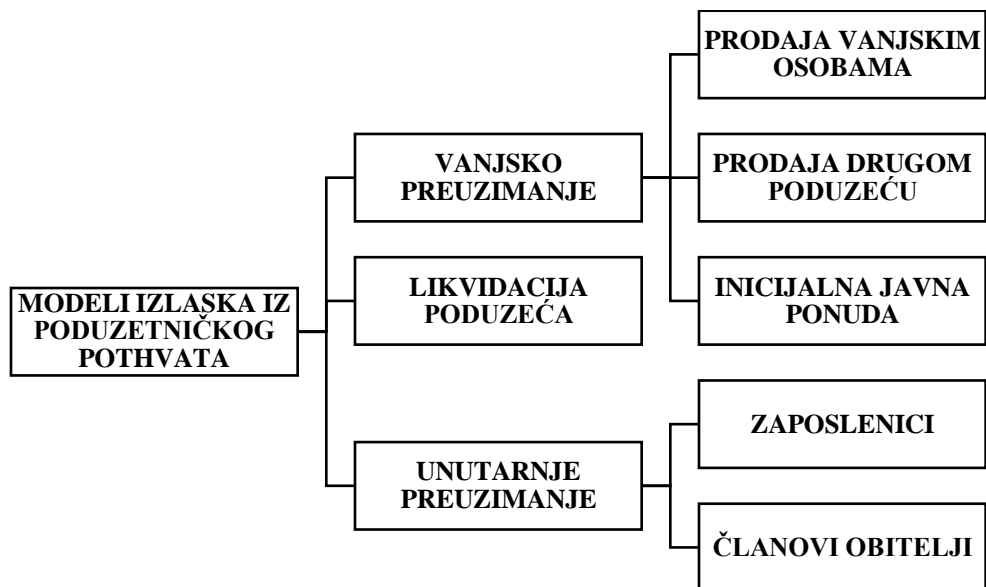 MODELI IZLASKA IZ
PODUZETNIČKOG
POTHVATA
VANJSKO
PREUZIMANJE
PRODAJA VANJSKIM
OSOBAMA
PRODAJA DRUGOM
PODUZEĆU
INICIJALNA JAVNA
PONUDA
LIKVIDACIJA
PODUZEĆA
UNUTARNJE
PREUZIMANJE
ZAPOSLENICI
ČLANOVI OBITELJI